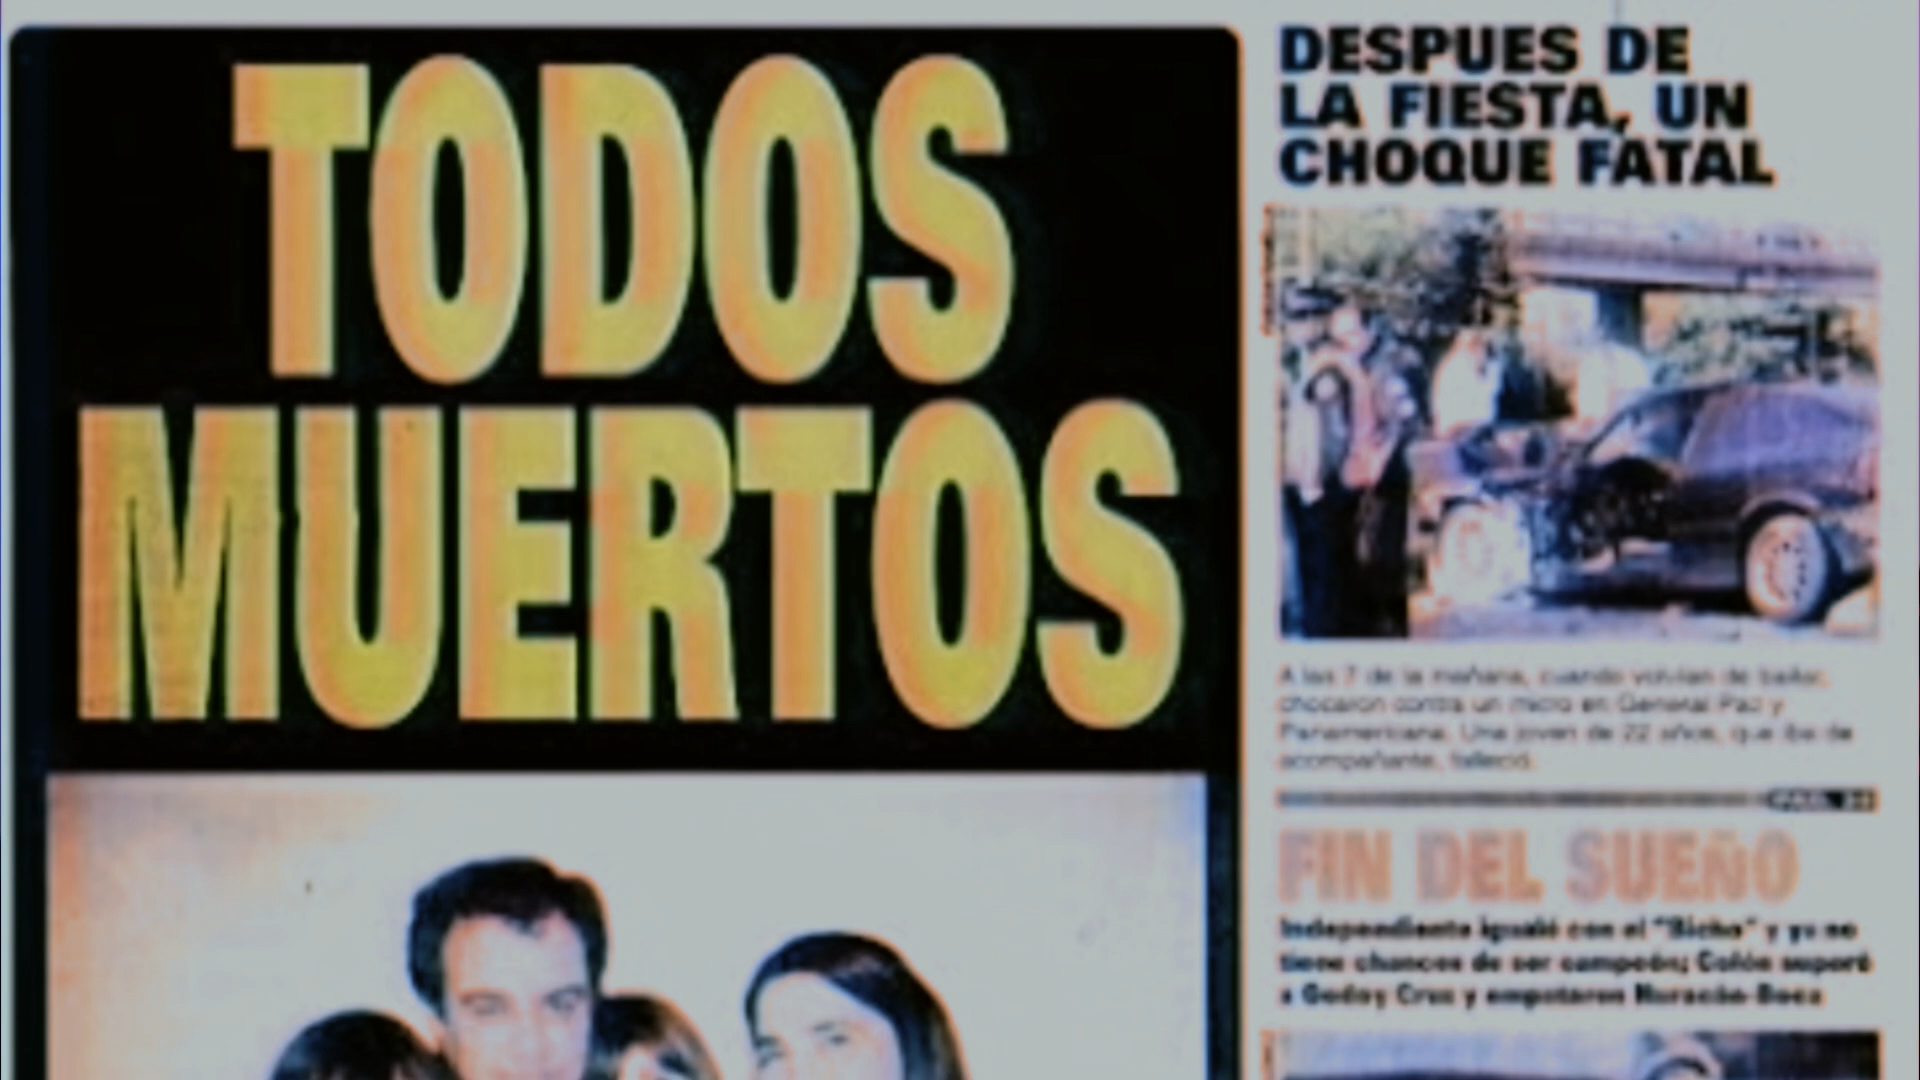 TODOS
MUERTOS
DESPUES DE
LA FIESTA, UN
CHOQUE FATAL
A las 7 de la mañana, cuando volvían de bailar,
chocaron contra un micro en General Paz y
Panamericana. Una joven de 22 años, que iba de
acompañante, falleció.
PAG.
FIN DEL SUEÑO
Independiente igualó con el "Bicho" y ya no
tiene chances de ser campeón; Colón superó
a Godoy Cruz y empataron Huracán-Boca